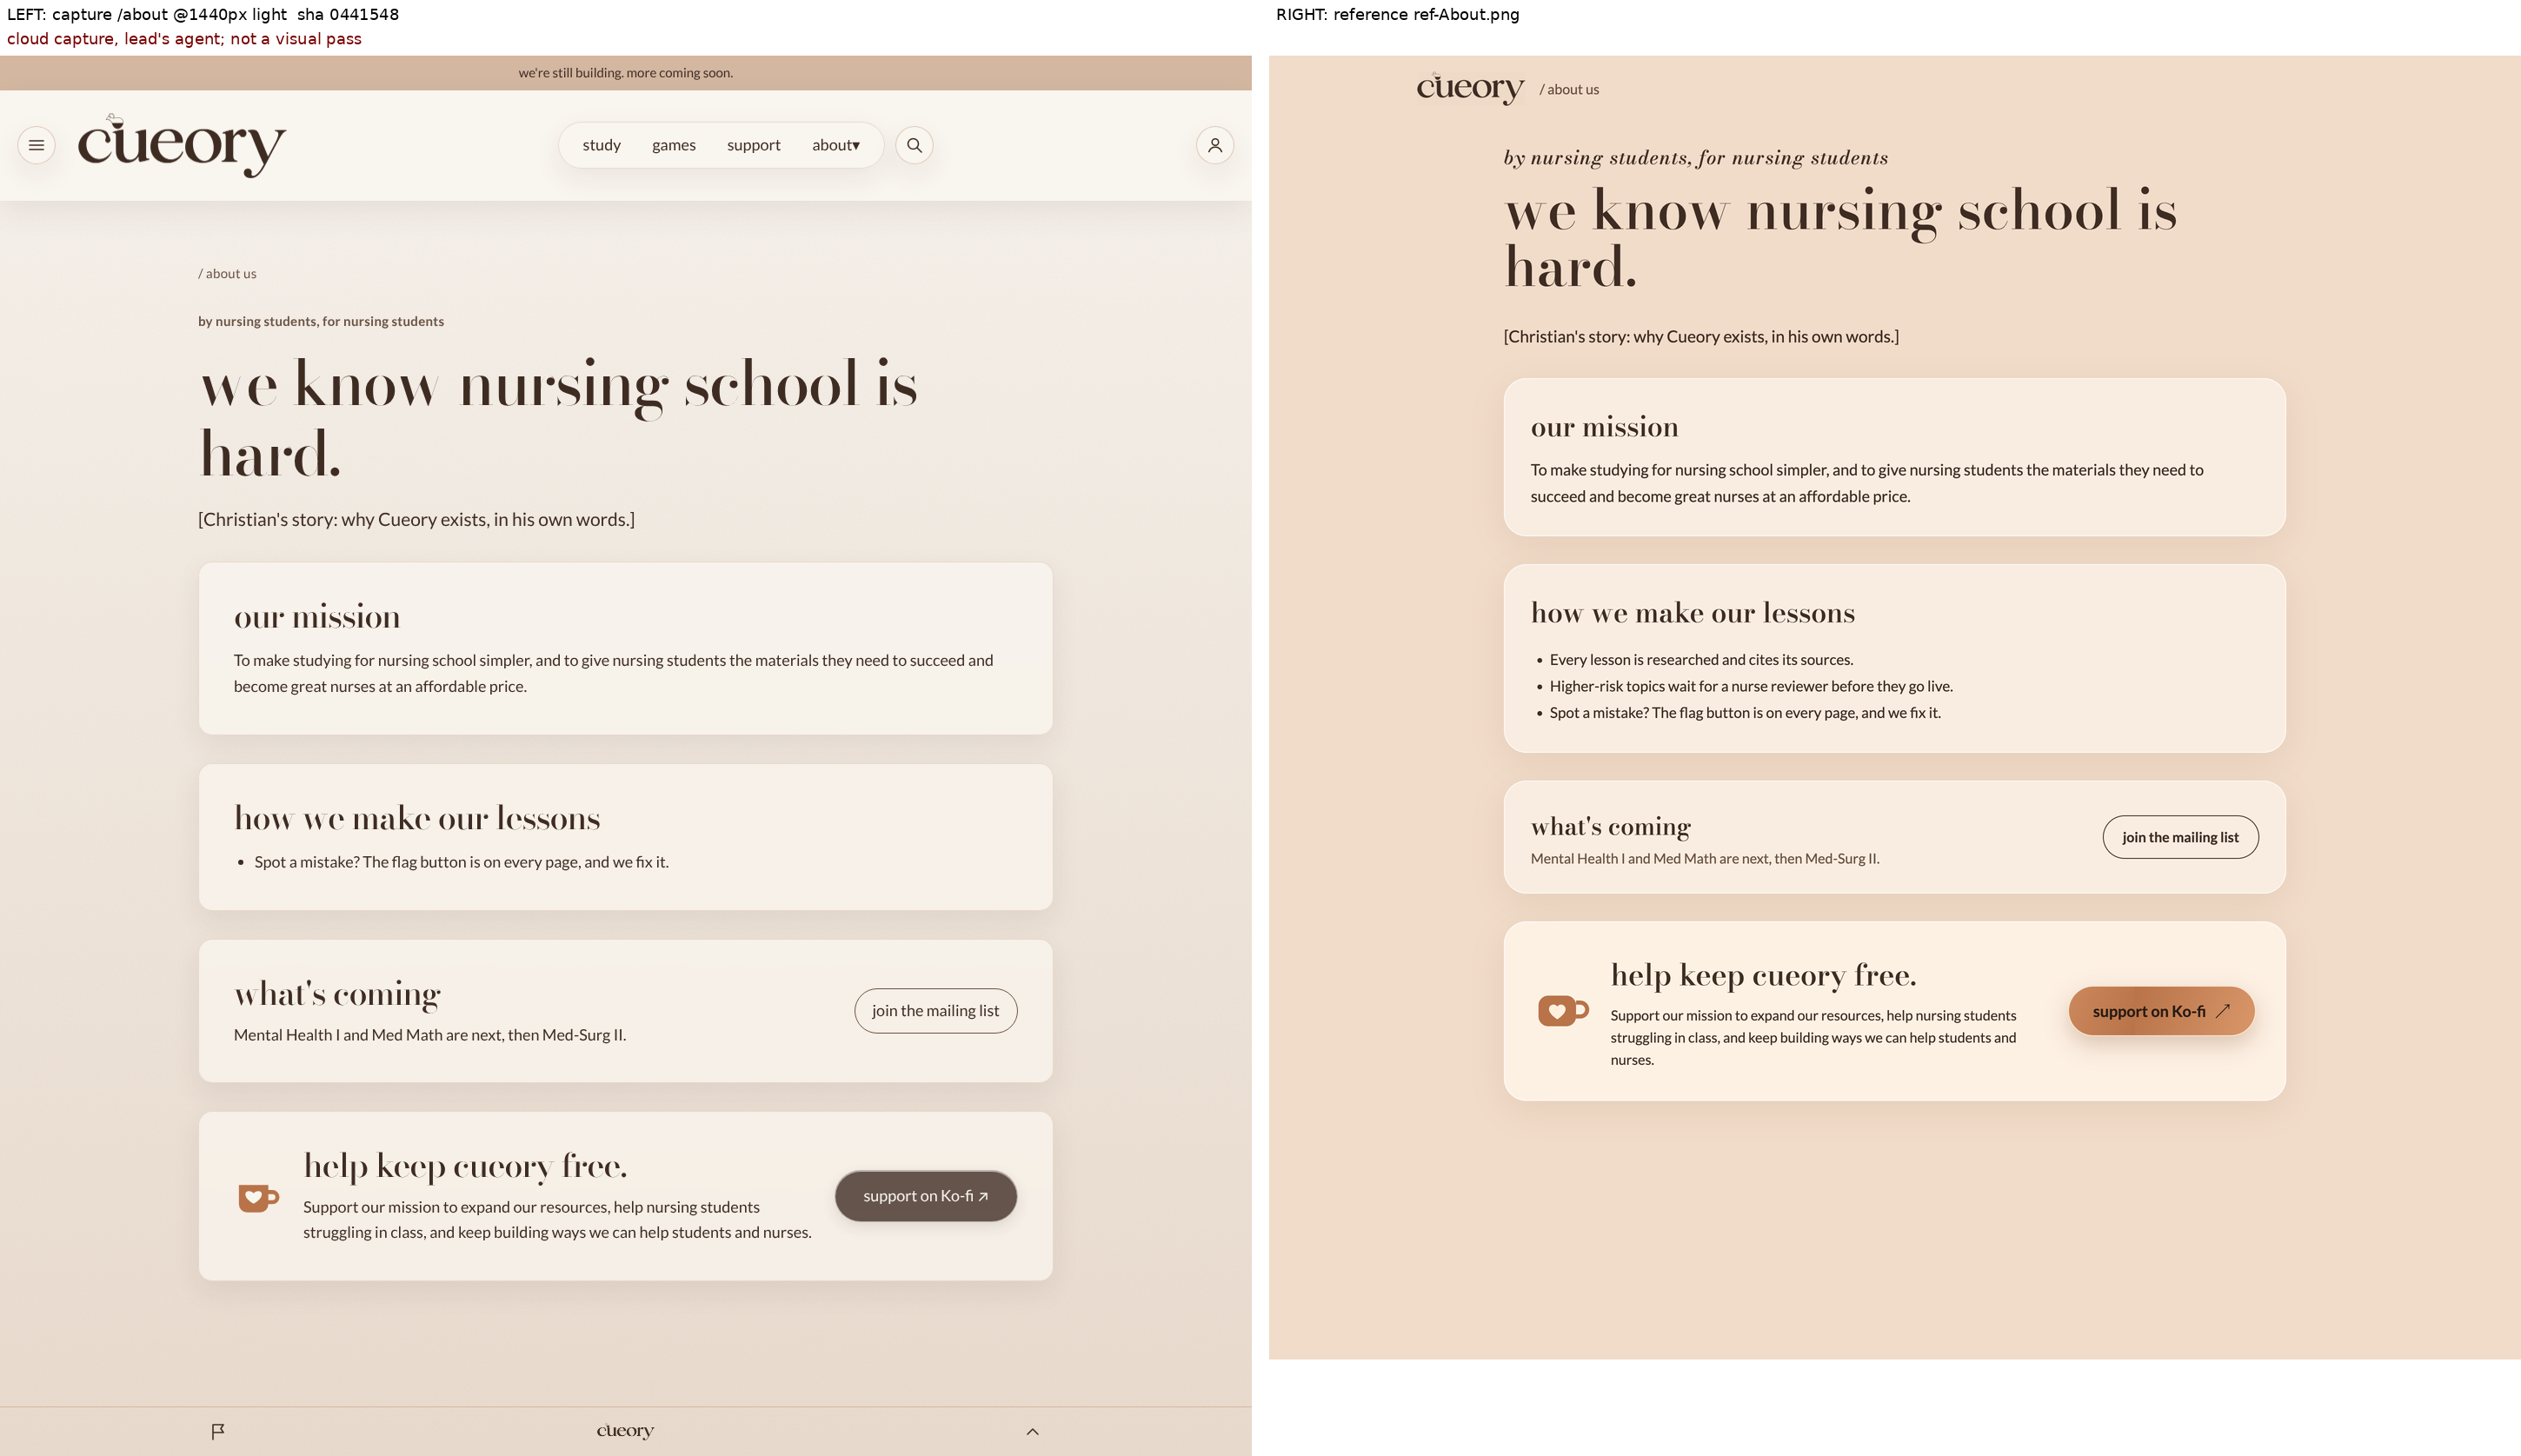 LEFT: capture /about @1440px light  sha 0441548
cloud capture, lead's agent; not a visual pass
we're still building. more coming soon.
cueory
study
games
support
about▾
/ about us
by nursing students, for nursing students
we know nursing school is
hard.
[Christian's story: why Cueory exists, in his own words.]
our mission
To make studying for nursing school simpler, and to give nursing students the materials they need to succeed and
become great nurses at an affordable price.
how we make our lessons
• Spot a mistake? The flag button is on every page, and we fix it.
what's coming
Mental Health I and Med Math are next, then Med-Surg II.
join the mailing list
help keep cueory free.
Support our mission to expand our resources, help nursing students
struggling in class, and keep building ways we can help students and nurses.
support on Ko-fi ↗
cueory
RIGHT: reference ref-About.png
cueory
/ about us
by nursing students, for nursing students
we know nursing school is
hard.
[Christian's story: why Cueory exists, in his own words.]
our mission
To make studying for nursing school simpler, and to give nursing students the materials they need to
succeed and become great nurses at an affordable price.
how we make our lessons
• Every lesson is researched and cites its sources.
• Higher-risk topics wait for a nurse reviewer before they go live.
• Spot a mistake? The flag button is on every page, and we fix it.
what's coming
Mental Health I and Med Math are next, then Med-Surg II.
join the mailing list
help keep cueory free.
Support our mission to expand our resources, help nursing students
struggling in class, and keep building ways we can help students and
nurses.
support on Ko-fi ↗